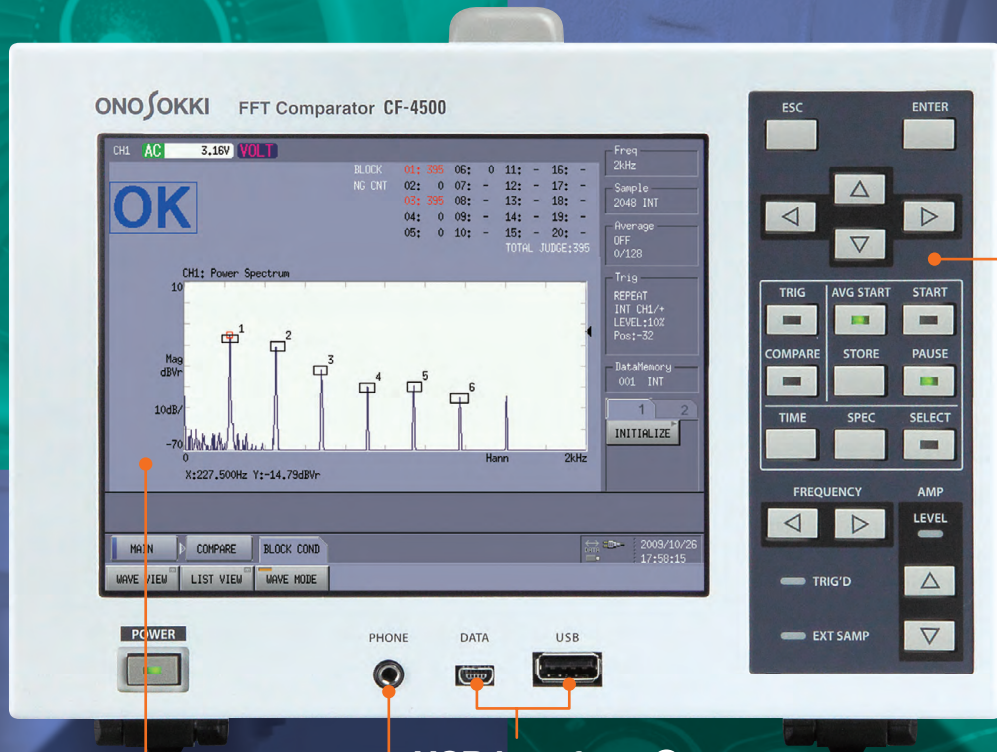 ONO SOKKI FFT Comparator CF-4500
CH1 AC 3.16V VOLT
OK
BLOCK 01: 395 06: 0 11: - 16: -
NG CNT 02: 0 07: - 12: - 17: -
03: 395 08: - 13: - 18: -
04: 0 09: - 14: - 19: -
05: 0 10: - 15: - 20: -
TOTAL JUDGE:395
CH1: Power Spectrum
10
Mag
dBVr
10dB/
-70
1
2
3
4
5
6
0 Hann 2kHz
X:227.500Hz Y:-14.79dBVr
Freq
2kHz
Sample
2048 INT
Average
OFF
0/128
Trig
REPEAT
INT CH1/+
LEVEL:10%
Pos:-32
DataMemory
001 INT
1 2
INITIALIZE
MAIN COMPARE BLOCK COND
DATA
2009/10/26
17:58:15
WAVE VIEW LIST VIEW WAVE MODE
ESC ENTER
TRIG AVG START START
COMPARE STORE PAUSE
TIME SPEC SELECT
FREQUENCY AMP
LEVEL
TRIG'D
EXT SAMP
POWER
PHONE DATA USB